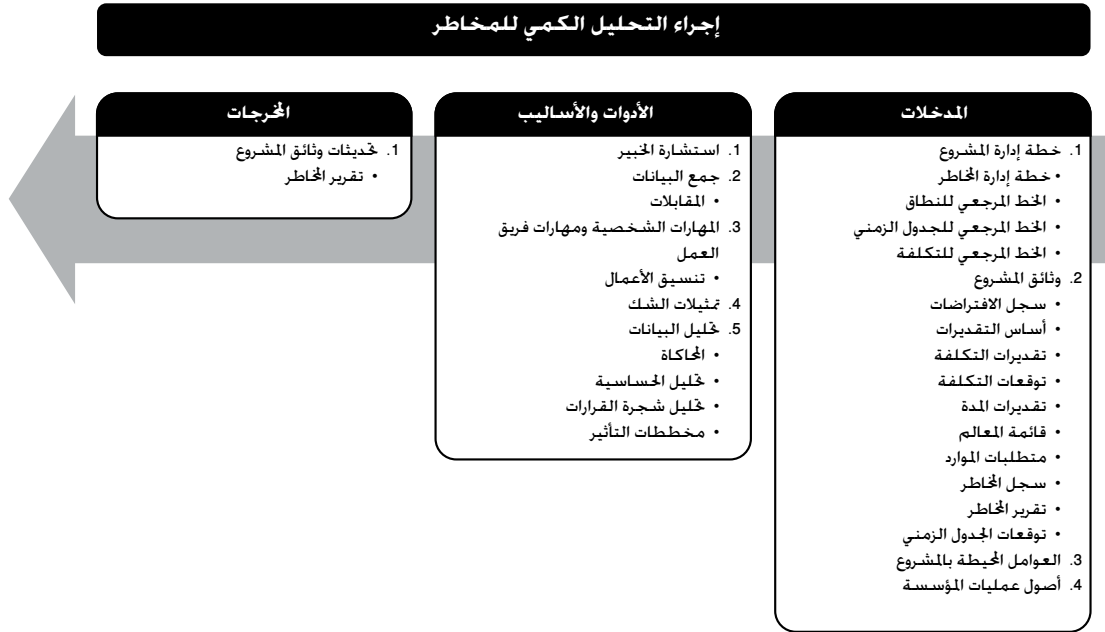 إجراء التحليل الكمي للمخاطر
المدخلات
1. خطة إدارة المشروع
• خطة إدارة المخاطر
• الخط المرجعي للنطاق
• الخط المرجعي للجدول الزمني
• الخط المرجعي للتكلفة
2. وثائق المشروع
• سجل الافتراضات
• أساس التقديرات
• تقديرات التكلفة
• توقعات التكلفة
• تقديرات المدة
• قائمة المعالم
• متطلبات الموارد
• سجل المخاطر
• تقرير المخاطر
• توقعات الجدول الزمني
3. العوامل المحيطة بالمشروع
4. أصول عمليات المؤسسة
الأدوات والأساليب
1. استشارة الخبير
2. جمع البيانات
• المقابلات
3. المهارات الشخصية ومهارات فريق
العمل
• تنسيق الأعمال
4. تمثيلات الشك
5. تحليل البيانات
• المحاكاة
• تحليل الحساسية
• تحليل شجرة القرارات
• مخططات التأثير
المخرجات
1. تحديثات وثائق المشروع
• تقرير المخاطر